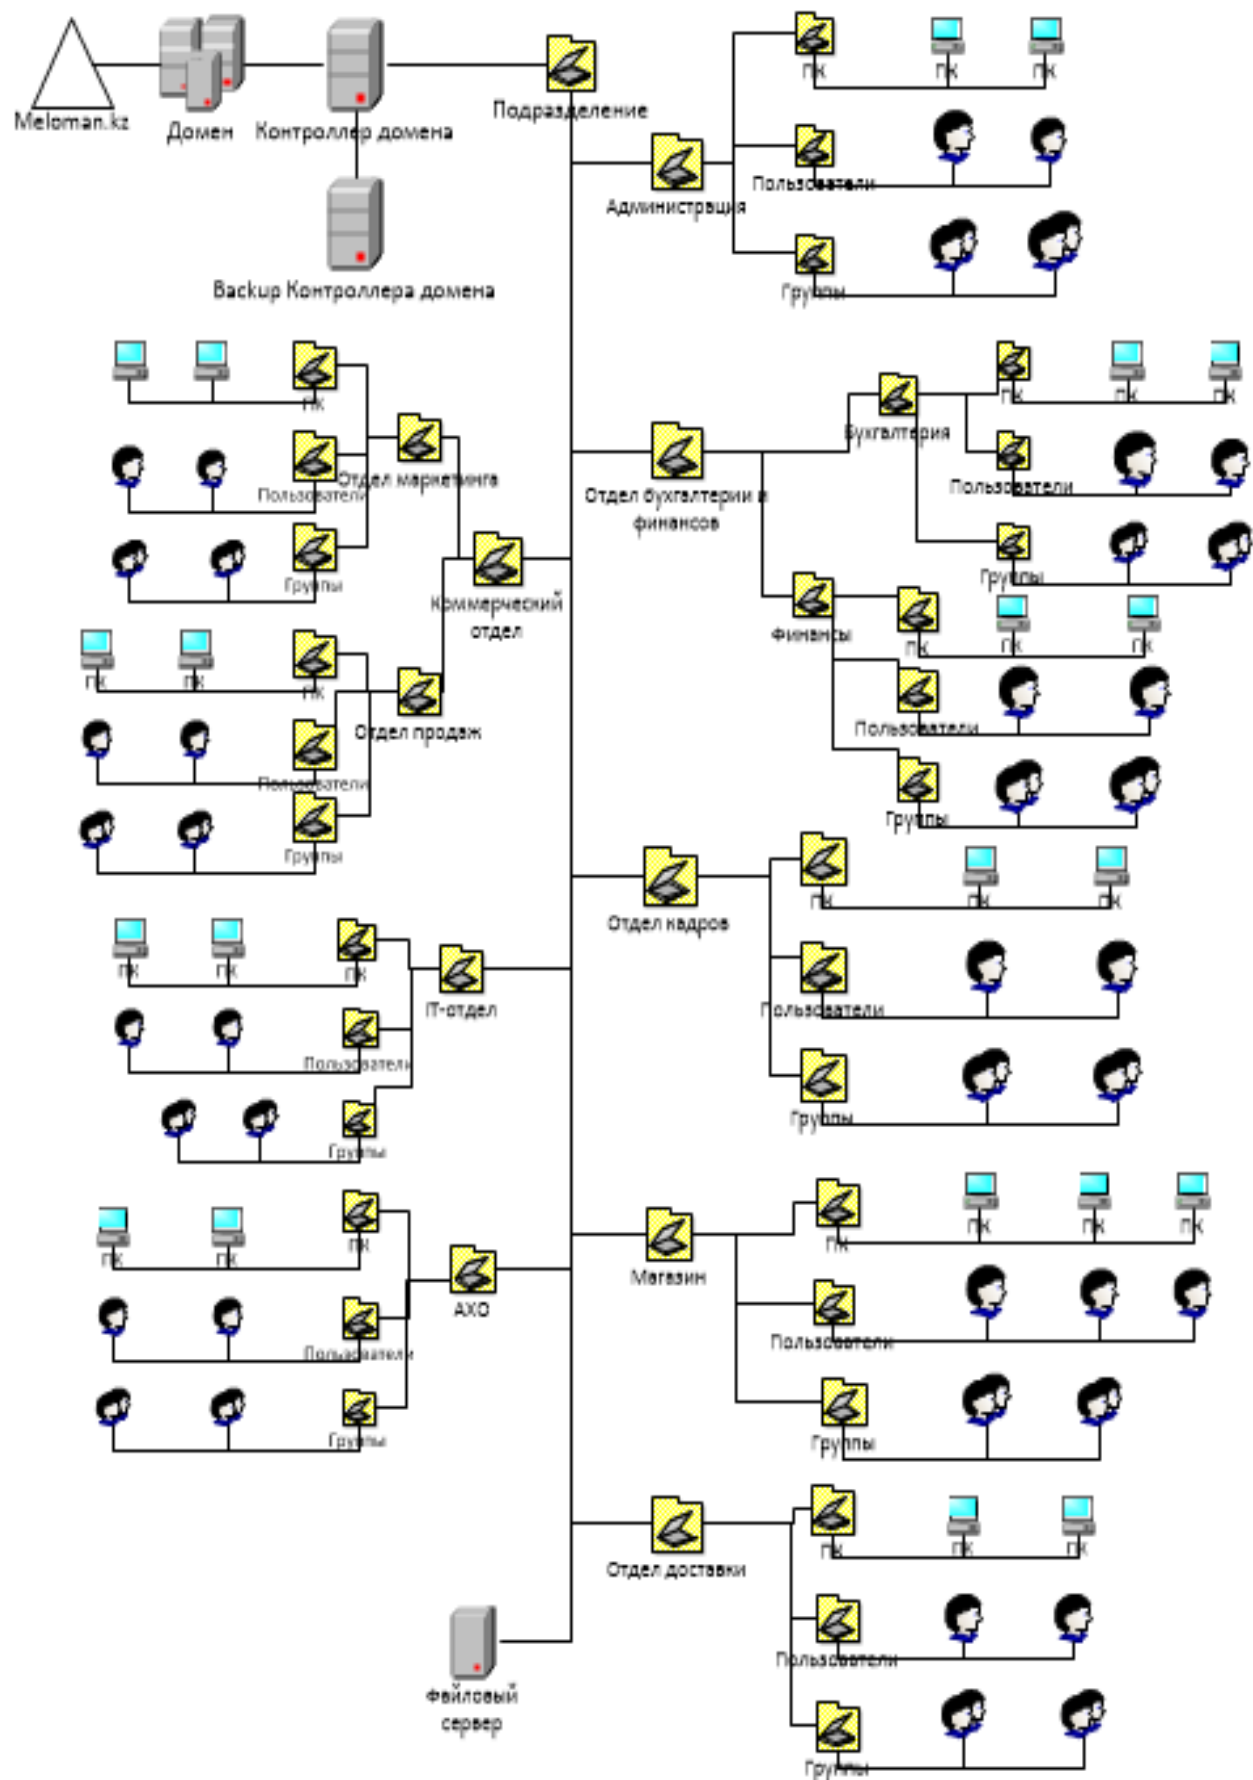 Meloman.kz
Домен
Контроллер домена
Подразделение
Backup Контроллера домена
Администрация
ПК
ПК
ПК
Пользователи
Группы
ПК
Пользователи
Группы
Отдел маркетинга
Коммерческий
отдел
ПК
ПК
ПК
Пользователи
Группы
Отдел продаж
Отдел бухгалтерии и
финансов
Бухгалтерия
ПК
ПК
ПК
Пользователи
Группы
Финансы
ПК
ПК
ПК
Пользователи
Группы
Отдел кадров
ПК
ПК
ПК
Пользователи
Группы
ПК
ПК
ПК
Пользователи
Группы
IT-отдел
ПК
ПК
ПК
Пользователи
Группы
АХО
Магазин
ПК
ПК
ПК
ПК
Пользователи
Группы
Отдел доставки
ПК
ПК
ПК
Пользователи
Группы
Файловый
сервер